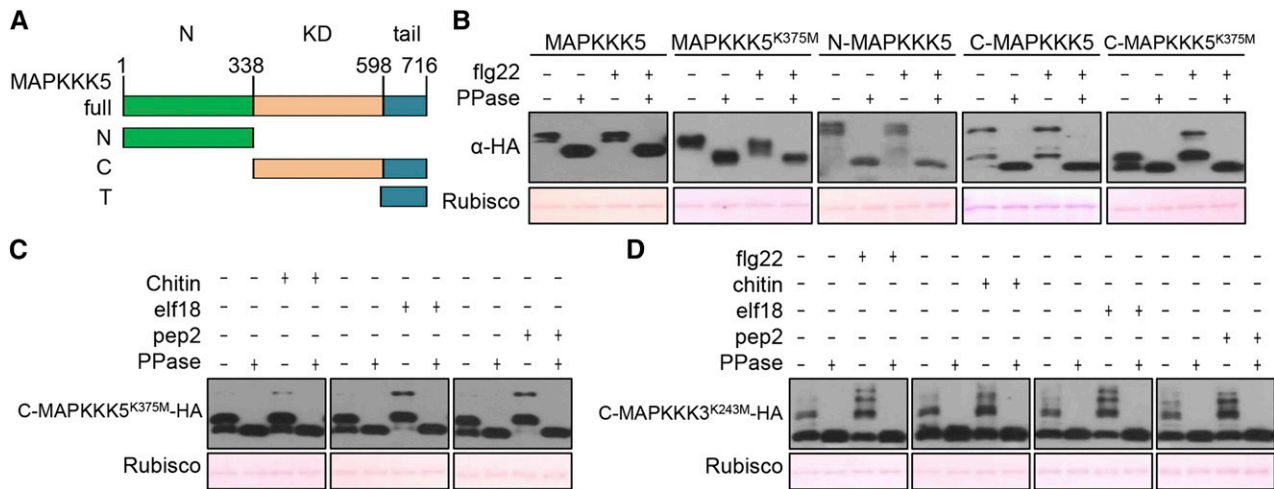 A
N KD tail
1 338 598 716
MAPKKK5
full
N
C
T
B
MAPKKK5 MAPKKK5K375M N-MAPKKK5 C-MAPKKK5 C-MAPKKK5K375M
flg22 – – + + – – + + – – + + – – + + – – + +
PPase – + – + – + – + – + – + – + – + – + – +
α-HA
Rubisco
C
Chitin – – + + – – – – – – – –
elf18 – – – – – – + + – – – –
pep2 – – – – – – – – – – + +
PPase – + – + – + – + – + – +
C-MAPKKK5K375M-HA
Rubisco
D
flg22 – – + + – – – – – – – – – – – –
chitin – – – – – – + + – – – – – – – –
elf18 – – – – – – – – – – + + – – – –
pep2 – – – – – – – – – – – – – – + +
PPase – + – + – + – + – + – + – + – +
C-MAPKKK3K243M-HA
Rubisco